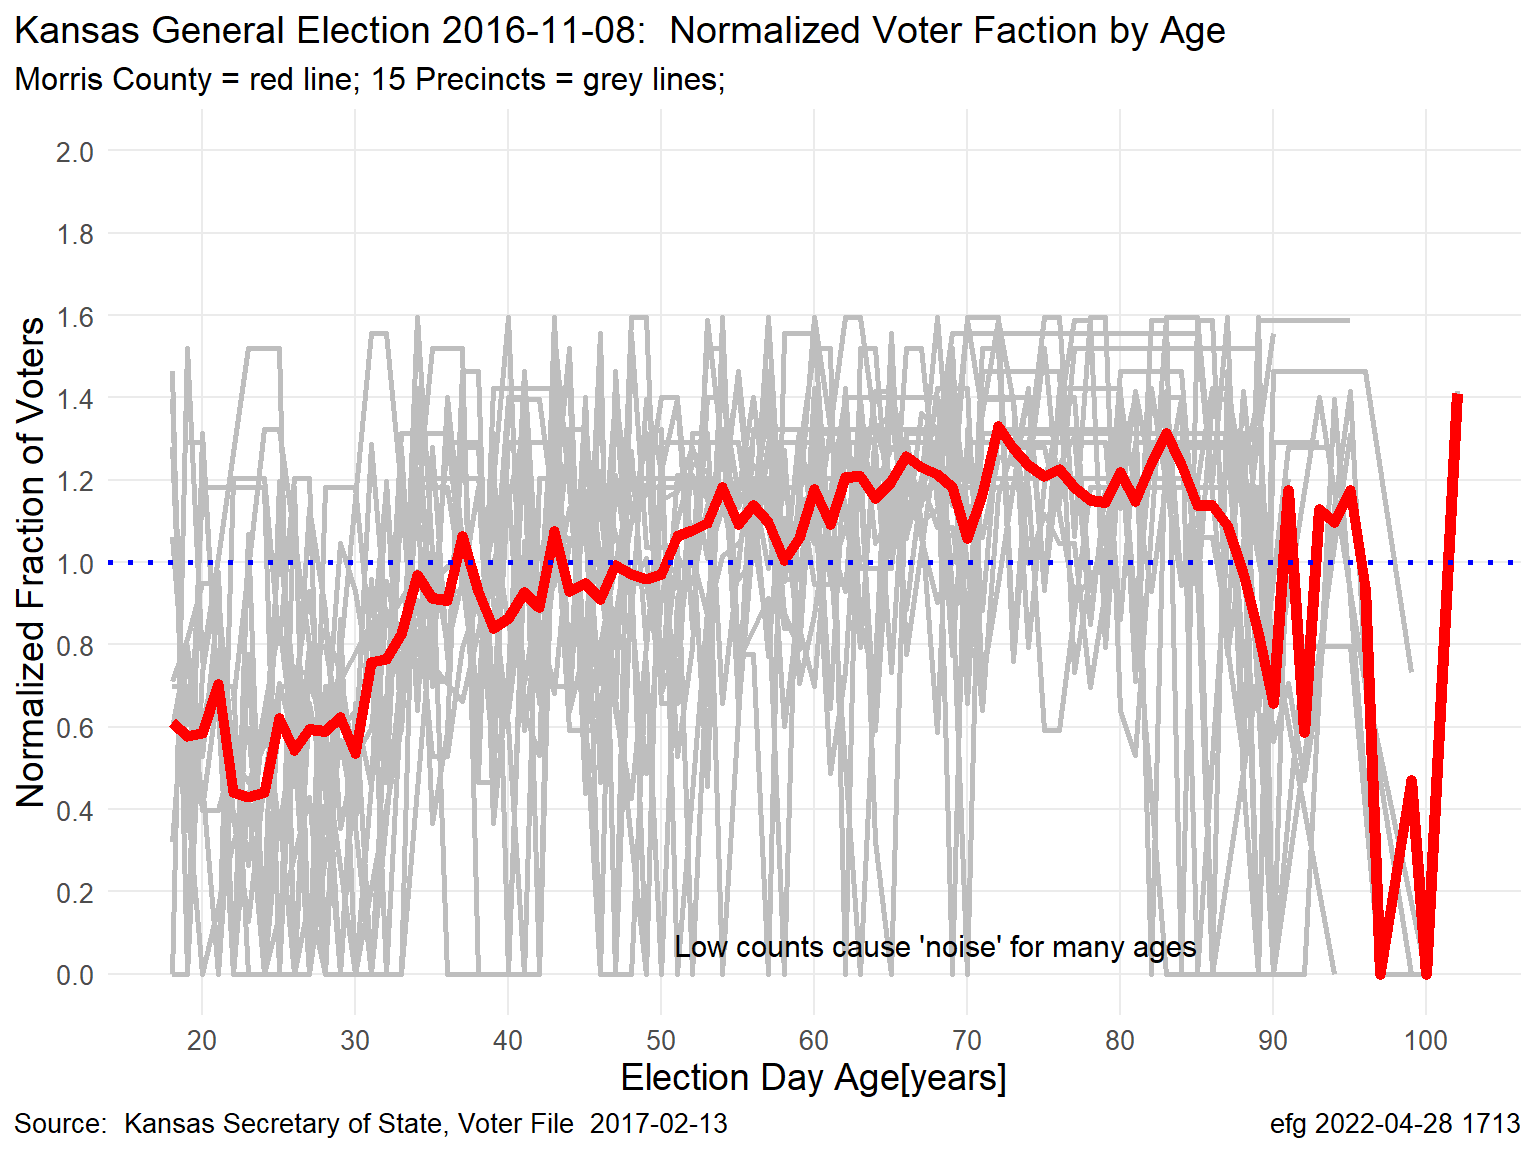 Kansas General Election 2016-11-08:  Normalized Voter Faction by Age
Morris County = red line; 15 Precincts = grey lines;
Normalized Fraction of Voters
2.0
1.8
1.6
1.4
1.2
1.0
0.8
0.6
0.4
0.2
0.0
Low counts cause 'noise' for many ages
20 30 40 50 60 70 80 90 100
Election Day Age[years]
Source:  Kansas Secretary of State, Voter File  2017-02-13
efg 2022-04-28 1713